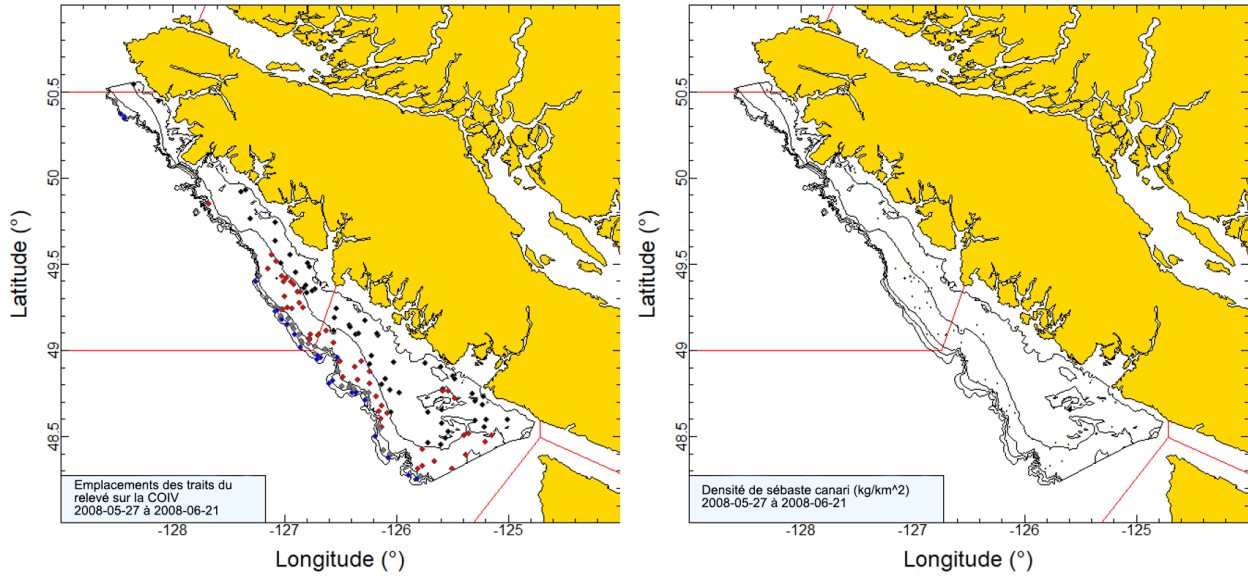 50.5
50
49.5
49
48.5
Latitude (°)
Emplacements des traits du
relevé sur la COIV
2008-05-27 à 2008-06-21
-128
-127
-126
-125
Longitude (°)
50.5
50
49.5
49
48.5
Latitude (°)
Densité de sébaste canari (kg/km^2)
2008-05-27 à 2008-06-21
-128
-127
-126
-125
Longitude (°)